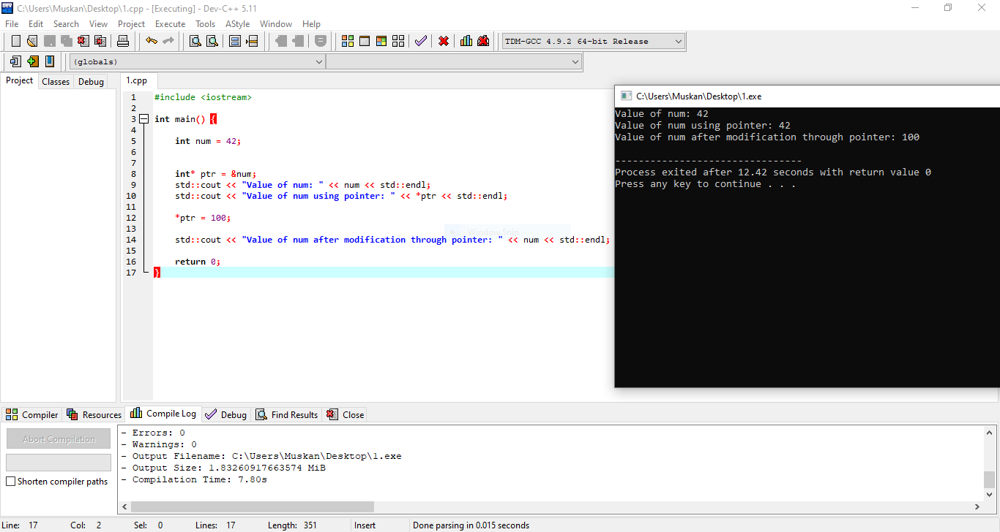 C:\Users\Muskan\Desktop\1.cpp - [Executing] - Dev-C++ 5.11
File Edit Search View Project Execute Tools AStyle Window Help
TDM-GCC 4.9.2 64-bit Release
(globals)
Project Classes Debug
1.cpp
1 #include <iostream>
2
3 int main() {
4
5     int num = 42;
6
7
8     int* ptr = &num;
9     std::cout << "Value of num: " << num << std::endl;
10     std::cout << "Value of num using pointer: " << *ptr << std::endl;
11
12     *ptr = 100;
13
Window Snip
14     std::cout << "Value of num after modification through pointer: " << num << std::endl;
15
16     return 0;
17 }
C:\Users\Muskan\Desktop\1.exe
Value of num: 42
Value of num using pointer: 42
Value of num after modification through pointer: 100
--------------------------------
Process exited after 12.42 seconds with return value 0
Press any key to continue . . .
Compiler Resources Compile Log Debug Find Results Close
Abort Compilation
Shorten compiler paths
- Errors: 0
- Warnings: 0
- Output Filename: C:\Users\Muskan\Desktop\1.exe
- Output Size: 1.83260917663574 MiB
- Compilation Time: 7.80s
Line: 17 Col: 2 Sel: 0 Lines: 17 Length: 351 Insert Done parsing in 0.015 seconds